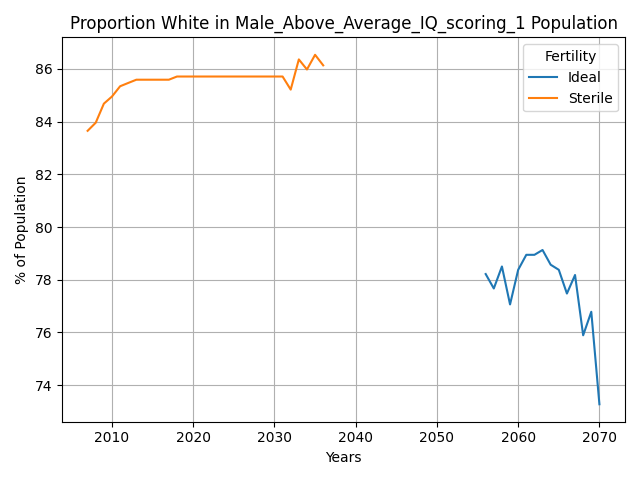 Proportion White in Male_Above_Average_IQ_scoring_1 Population
Fertility
Ideal
Sterile
% of Population
86
84
82
80
78
76
74
2010
2020
2030
2040
2050
2060
2070
Years